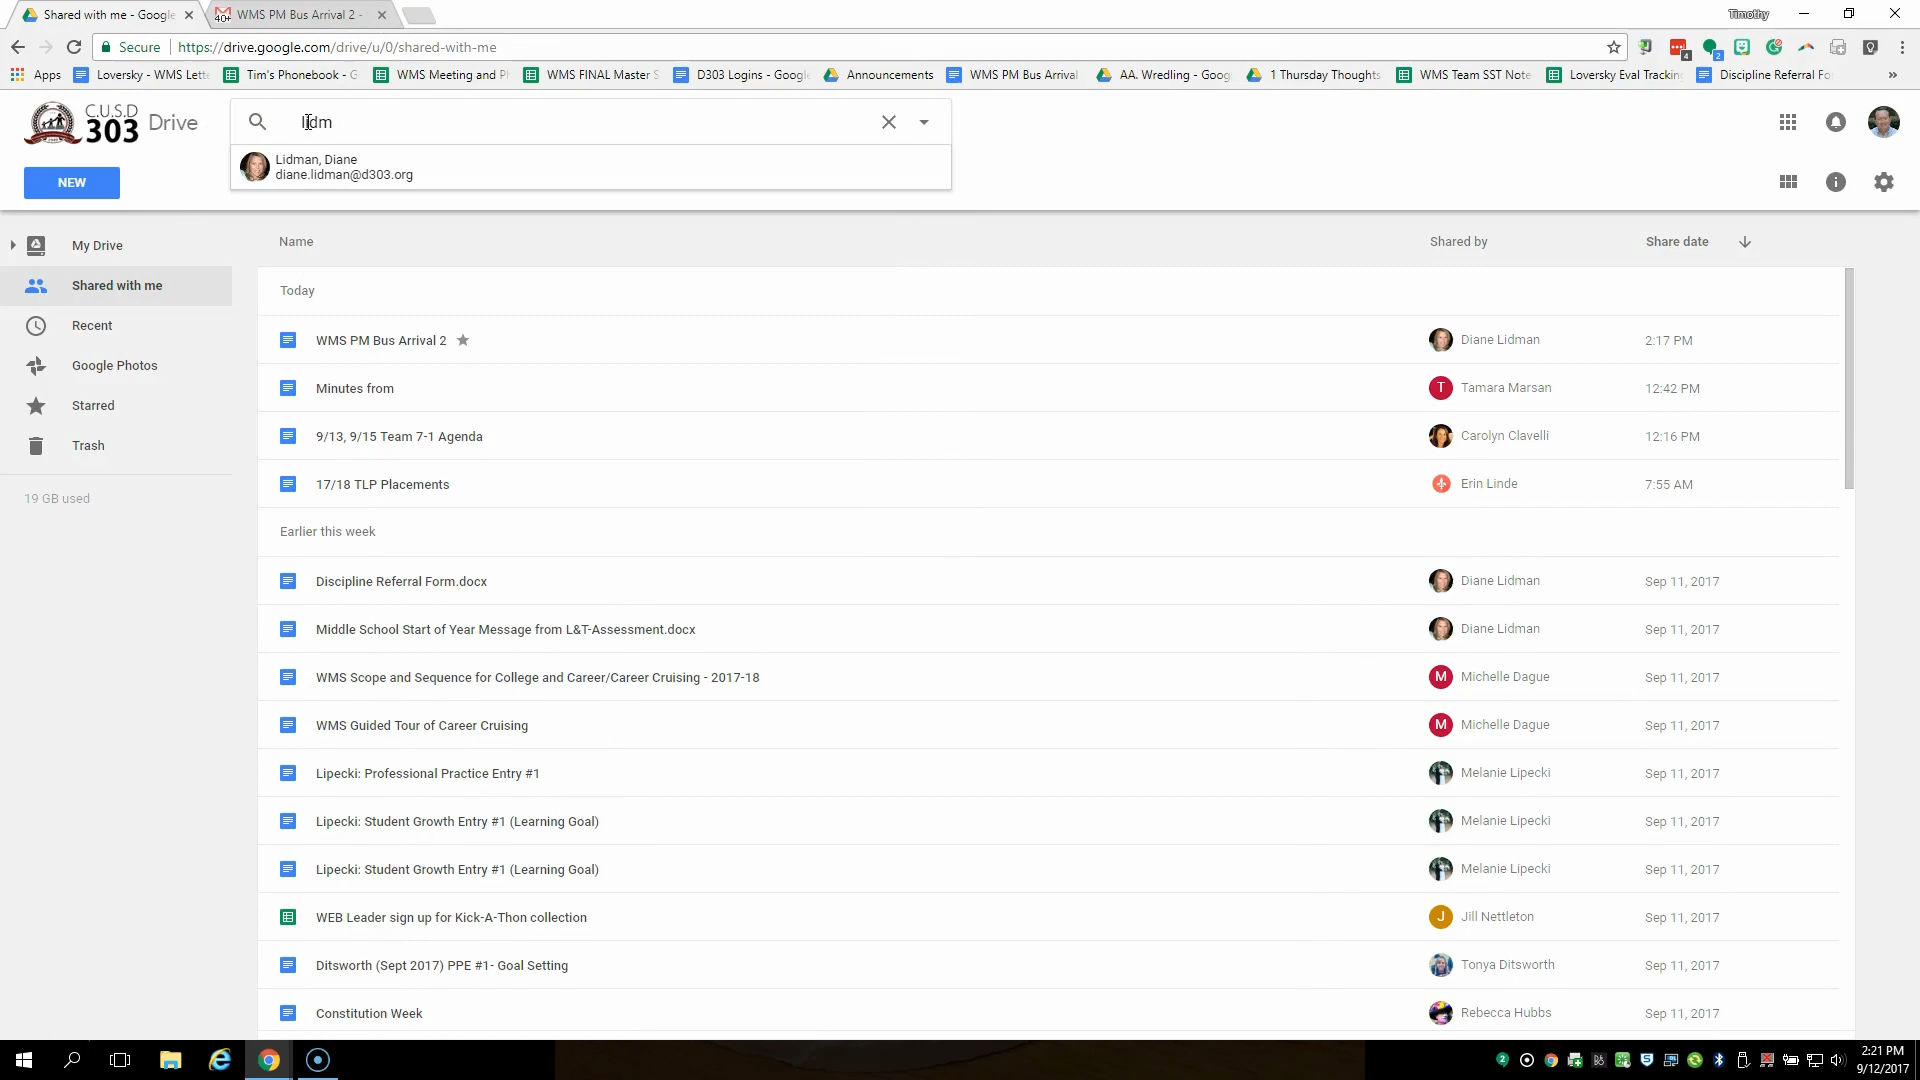 Shared with me - Google
WMS PM Bus Arrival 2 -
Timothy
Secure
https://drive.google.com/drive/u/0/shared-with-me
Apps
Loversky - WMS Lett
Tim's Phonebook - G
WMS Meeting and P
WMS FINAL Master S
D303 Logins - Googl
Announcements
WMS PM Bus Arrival
AA. Wredling - Goog
1 Thursday Thoughts
WMS Team SST Note
Loversky Eval Trackin
Discipline Referral Fo
»
C.U.S.D
303
Drive
lidm
Lidman, Diane
diane.lidman@d303.org
NEW
My Drive
Shared with me
Recent
Google Photos
Starred
Trash
19 GB used
Name Shared by Share date
Today
WMS PM Bus Arrival 2 Diane Lidman 2:17 PM
Minutes from T Tamara Marsan 12:42 PM
9/13, 9/15 Team 7-1 Agenda Carolyn Clavelli 12:16 PM
17/18 TLP Placements Erin Linde 7:55 AM
Earlier this week
Discipline Referral Form.docx Diane Lidman Sep 11, 2017
Middle School Start of Year Message from L&T-Assessment.docx Diane Lidman Sep 11, 2017
WMS Scope and Sequence for College and Career/Career Cruising - 2017-18 M Michelle Dague Sep 11, 2017
WMS Guided Tour of Career Cruising M Michelle Dague Sep 11, 2017
Lipecki: Professional Practice Entry #1 Melanie Lipecki Sep 11, 2017
Lipecki: Student Growth Entry #1 (Learning Goal) Melanie Lipecki Sep 11, 2017
Lipecki: Student Growth Entry #1 (Learning Goal) Melanie Lipecki Sep 11, 2017
WEB Leader sign up for Kick-A-Thon collection J Jill Nettleton Sep 11, 2017
Ditsworth (Sept 2017) PPE #1- Goal Setting Tonya Ditsworth Sep 11, 2017
Constitution Week Rebecca Hubbs Sep 11, 2017
2:21 PM
9/12/2017